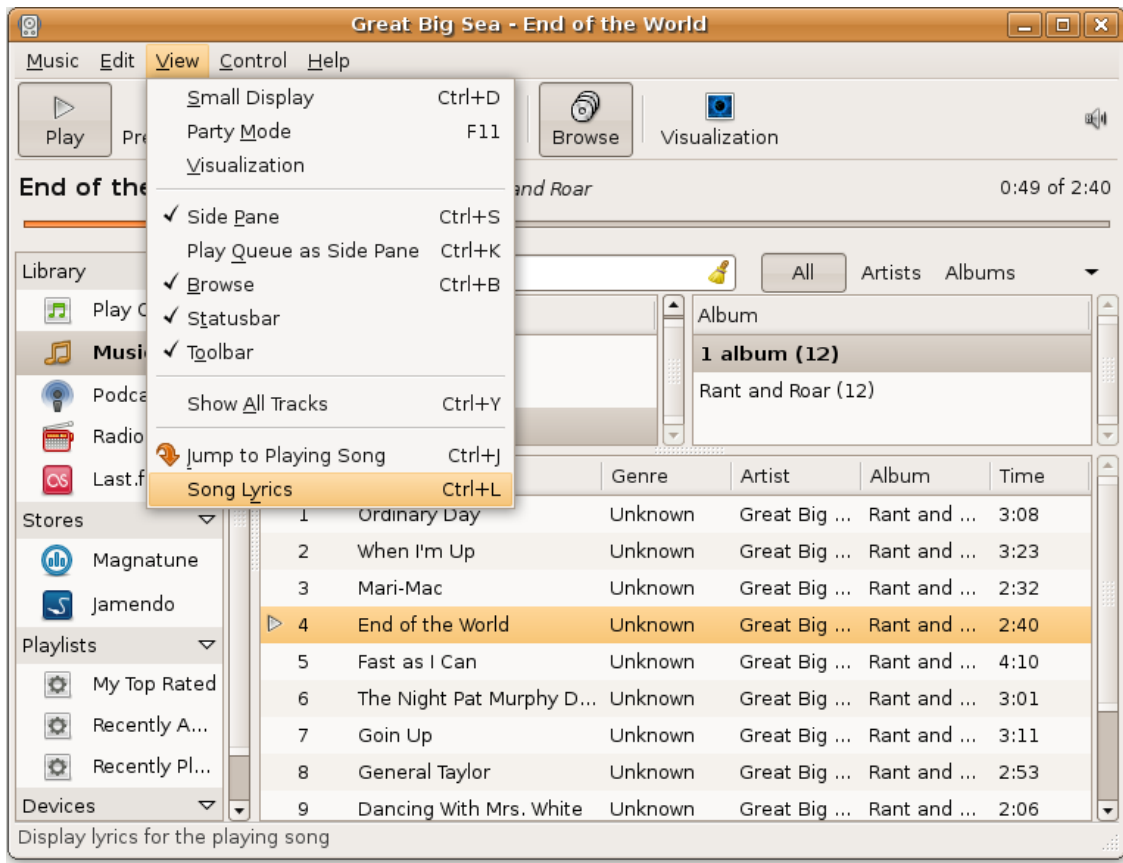 Great Big Sea - End of the World
Music Edit View Control Help
Small Display Ctrl+D
Party Mode F11
Visualization
Side Pane Ctrl+S
Play Queue as Side Pane Ctrl+K
Browse Ctrl+B
Statusbar
Toolbar
Show All Tracks Ctrl+Y
Jump to Playing Song Ctrl+J
Song Lyrics Ctrl+L
Play Pre Browse Visualization
End of the and Roar 0:49 of 2:40
Library
Play
Musi
Podca
Radio
Last.f
Stores
Magnatune
Jamendo
Playlists
My Top Rated
Recently A...
Recently Pl...
Devices
All Artists Albums
Album
1 album (12)
Rant and Roar (12)
Genre Artist Album Time
1 Ordinary Day Unknown Great Big ... Rant and ... 3:08
2 When I'm Up Unknown Great Big ... Rant and ... 3:23
3 Mari-Mac Unknown Great Big ... Rant and ... 2:32
4 End of the World Unknown Great Big ... Rant and ... 2:40
5 Fast as I Can Unknown Great Big ... Rant and ... 4:10
6 The Night Pat Murphy D... Unknown Great Big ... Rant and ... 3:01
7 Goin Up Unknown Great Big ... Rant and ... 3:11
8 General Taylor Unknown Great Big ... Rant and ... 2:53
9 Dancing With Mrs. White Unknown Great Big ... Rant and ... 2:06
Display lyrics for the playing song